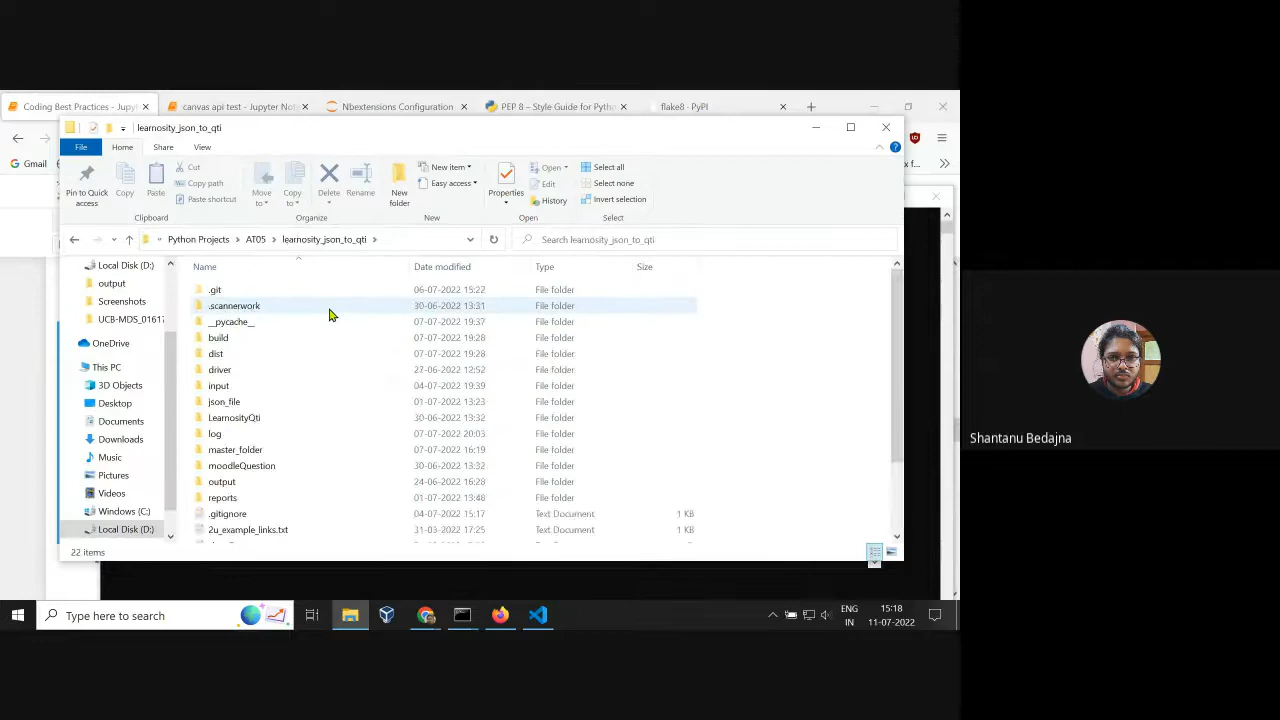 Coding Best Practices - Jupyt
canvas api test - Jupyter Not
Nbextensions Configuration
PEP 8 – Style Guide for Pytho
flake8 · PyPI
Gmail
learnosity_json_to_qti
File
Home
Share
View
Pin to Quick access
Copy
Paste
Cut
Copy path
Paste shortcut
Clipboard
Move to
Copy to
Delete
Rename
Organize
New folder
New item
Easy access
New
Properties
Open
Edit
History
Open
Select all
Select none
Invert selection
Select
Python Projects
AT05
learnosity_json_to_qti
Search learnosity_json_to_qti
Local Disk (D:)
output
Screenshots
UCB-MDS_01617
OneDrive
This PC
3D Objects
Desktop
Documents
Downloads
Music
Pictures
Videos
Windows (C:)
Local Disk (D:)
Name Date modified Type Size
.git 06-07-2022 15:22 File folder
.scannerwork 30-06-2022 13:31 File folder
__pycache__ 07-07-2022 19:37 File folder
build 07-07-2022 19:28 File folder
dist 07-07-2022 19:28 File folder
driver 27-06-2022 12:52 File folder
input 04-07-2022 19:39 File folder
json_file 01-07-2022 13:23 File folder
LearnosityQti 30-06-2022 13:32 File folder
log 07-07-2022 20:03 File folder
master_folder 07-07-2022 16:19 File folder
moodleQuestion 30-06-2022 13:32 File folder
output 24-06-2022 16:28 File folder
reports 01-07-2022 13:48 File folder
.gitignore 04-07-2022 15:17 Text Document 1 KB
2u_example_links.txt 31-03-2022 17:25 Text Document 1 KB
22 items
Type here to search
ENG
IN
15:18
11-07-2022
Shantanu Bedajna